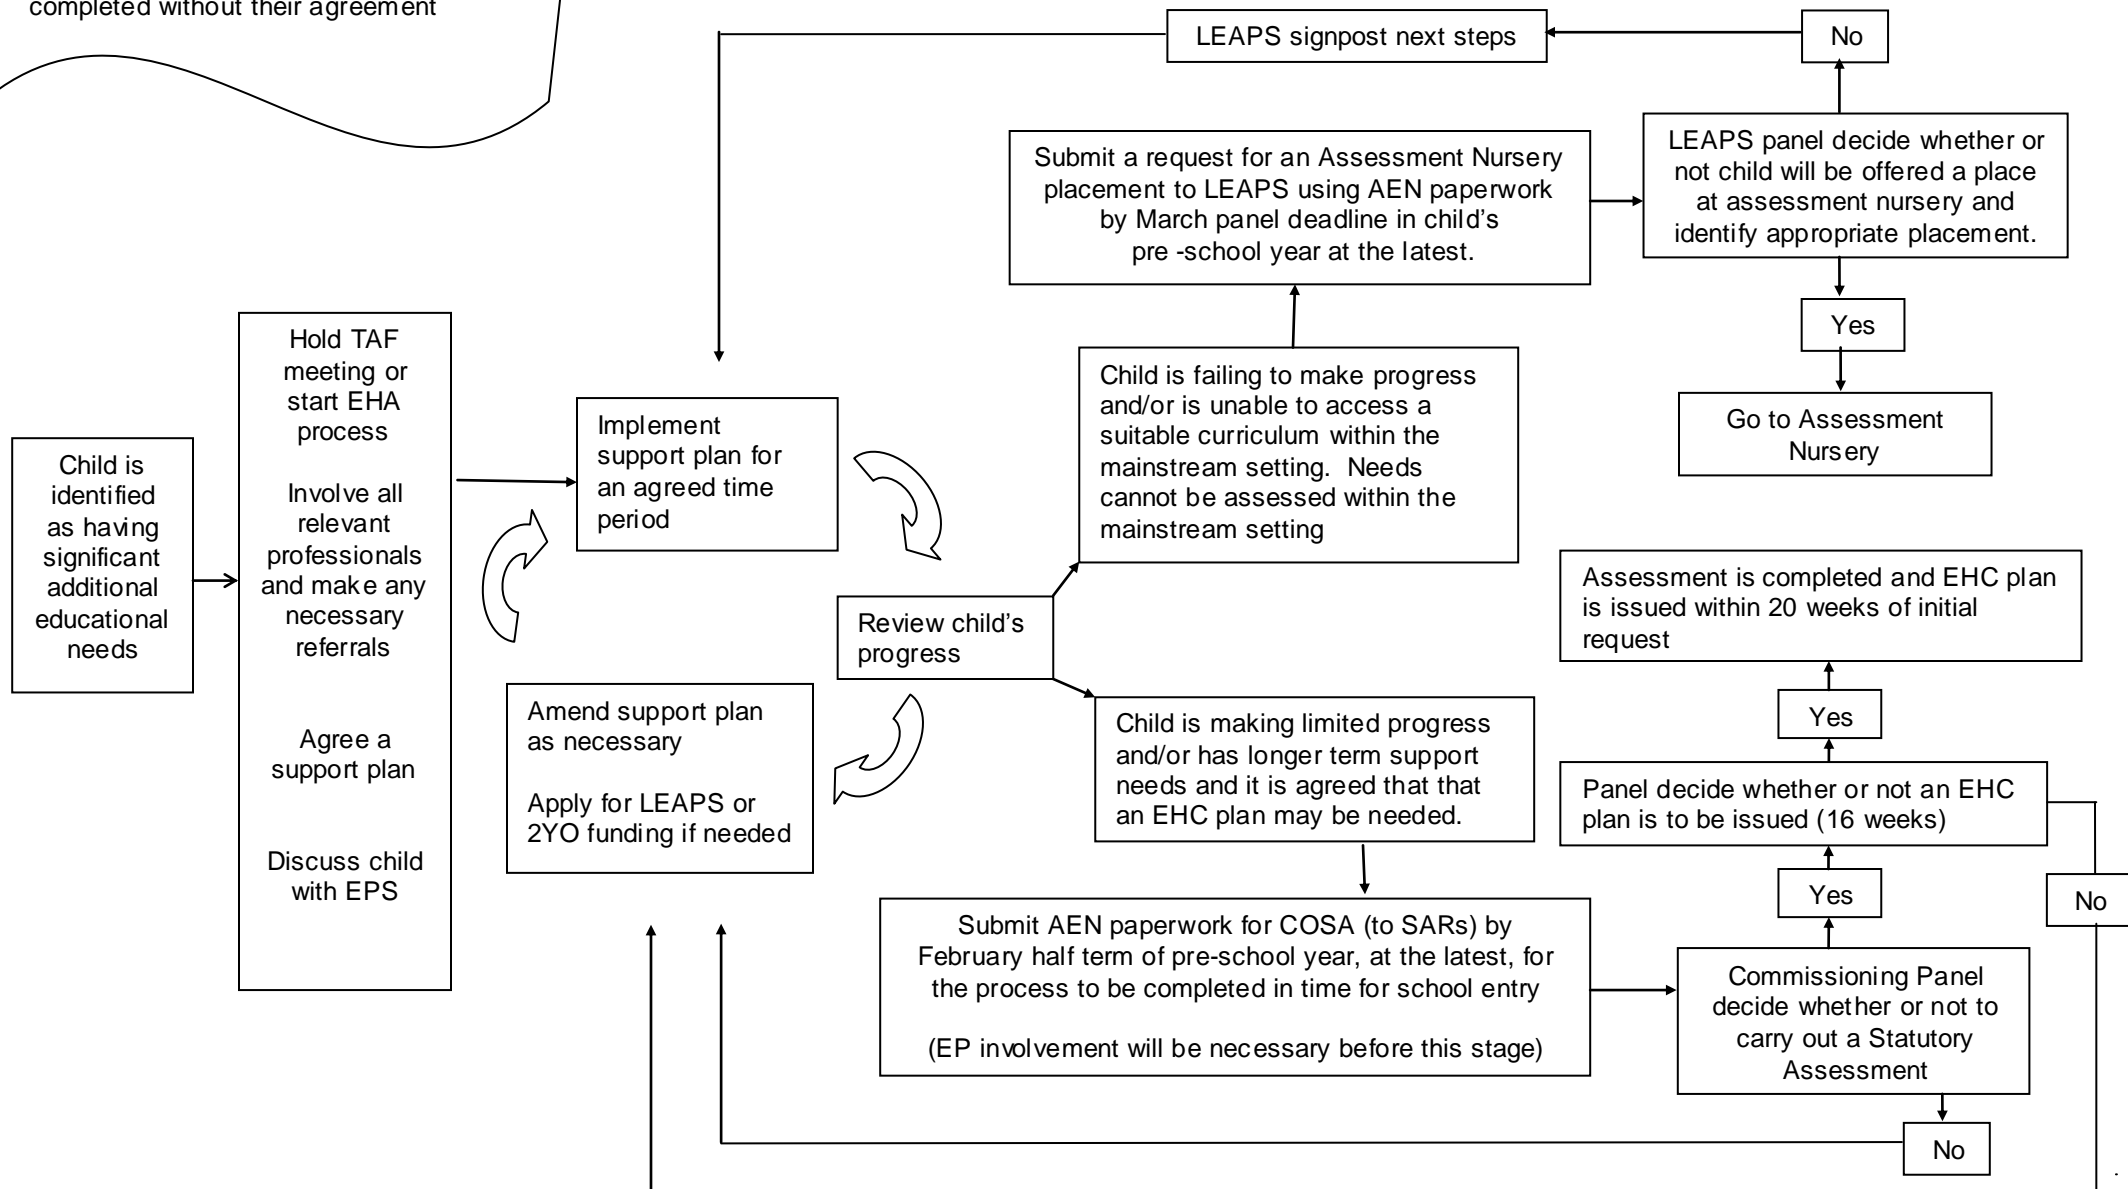 completed without their agreement
LEAPS signpost next steps
No
Submit a request for an Assessment Nursery
placement to LEAPS using AEN paperwork
by March panel deadline in child's
pre -school year at the latest.
LEAPS panel decide whether or
not child will be offered a place
at assessment nursery and
identify appropriate placement.
Yes
Go to Assessment
Nursery
Child is
identified
as having
significant
additional
educational
needs
Hold TAF
meeting or
start EHA
process
Involve all
relevant
professionals
and make any
necessary
referrals
Agree a
support plan
Discuss child
with EPS
Implement
support plan for
an agreed time
period
Review child's
progress
Amend support plan
as necessary
Apply for LEAPS or
2YO funding if needed
Child is failing to make progress
and/or is unable to access a
suitable curriculum within the
mainstream setting.  Needs
cannot be assessed within the
mainstream setting
Child is making limited progress
and/or has longer term support
needs and it is agreed that that
an EHC plan may be needed.
Submit AEN paperwork for COSA (to SARs) by
February half term of pre-school year, at the latest, for
the process to be completed in time for school entry
(EP involvement will be necessary before this stage)
Commissioning Panel
decide whether or not to
carry out a Statutory
Assessment
No
Yes
Panel decide whether or not an EHC
plan is to be issued (16 weeks)
No
Yes
Assessment is completed and EHC plan
is issued within 20 weeks of initial
request